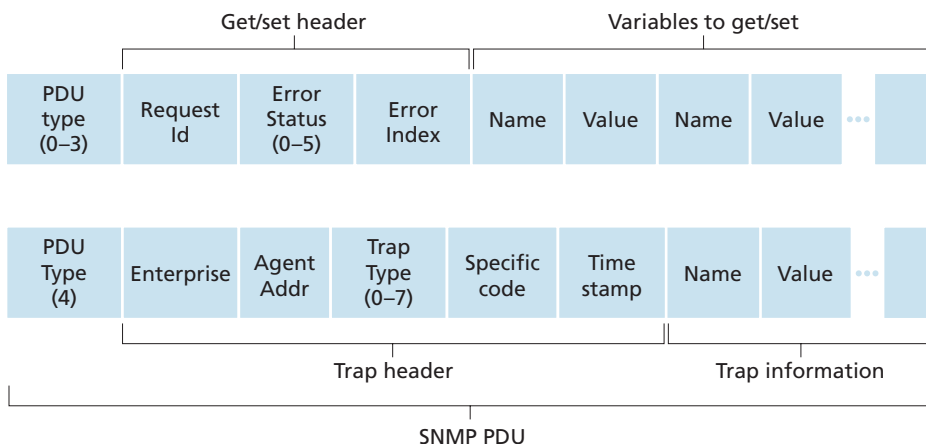 Get/set header
Variables to get/set
PDU
type
(0–3)
Request
Id
Error
Status
(0–5)
Error
Index
Name
Value
Name
Value
PDU
Type
(4)
Enterprise
Agent
Addr
Trap
Type
(0–7)
Specific
code
Time
stamp
Name
Value
Trap header
Trap information
SNMP PDU